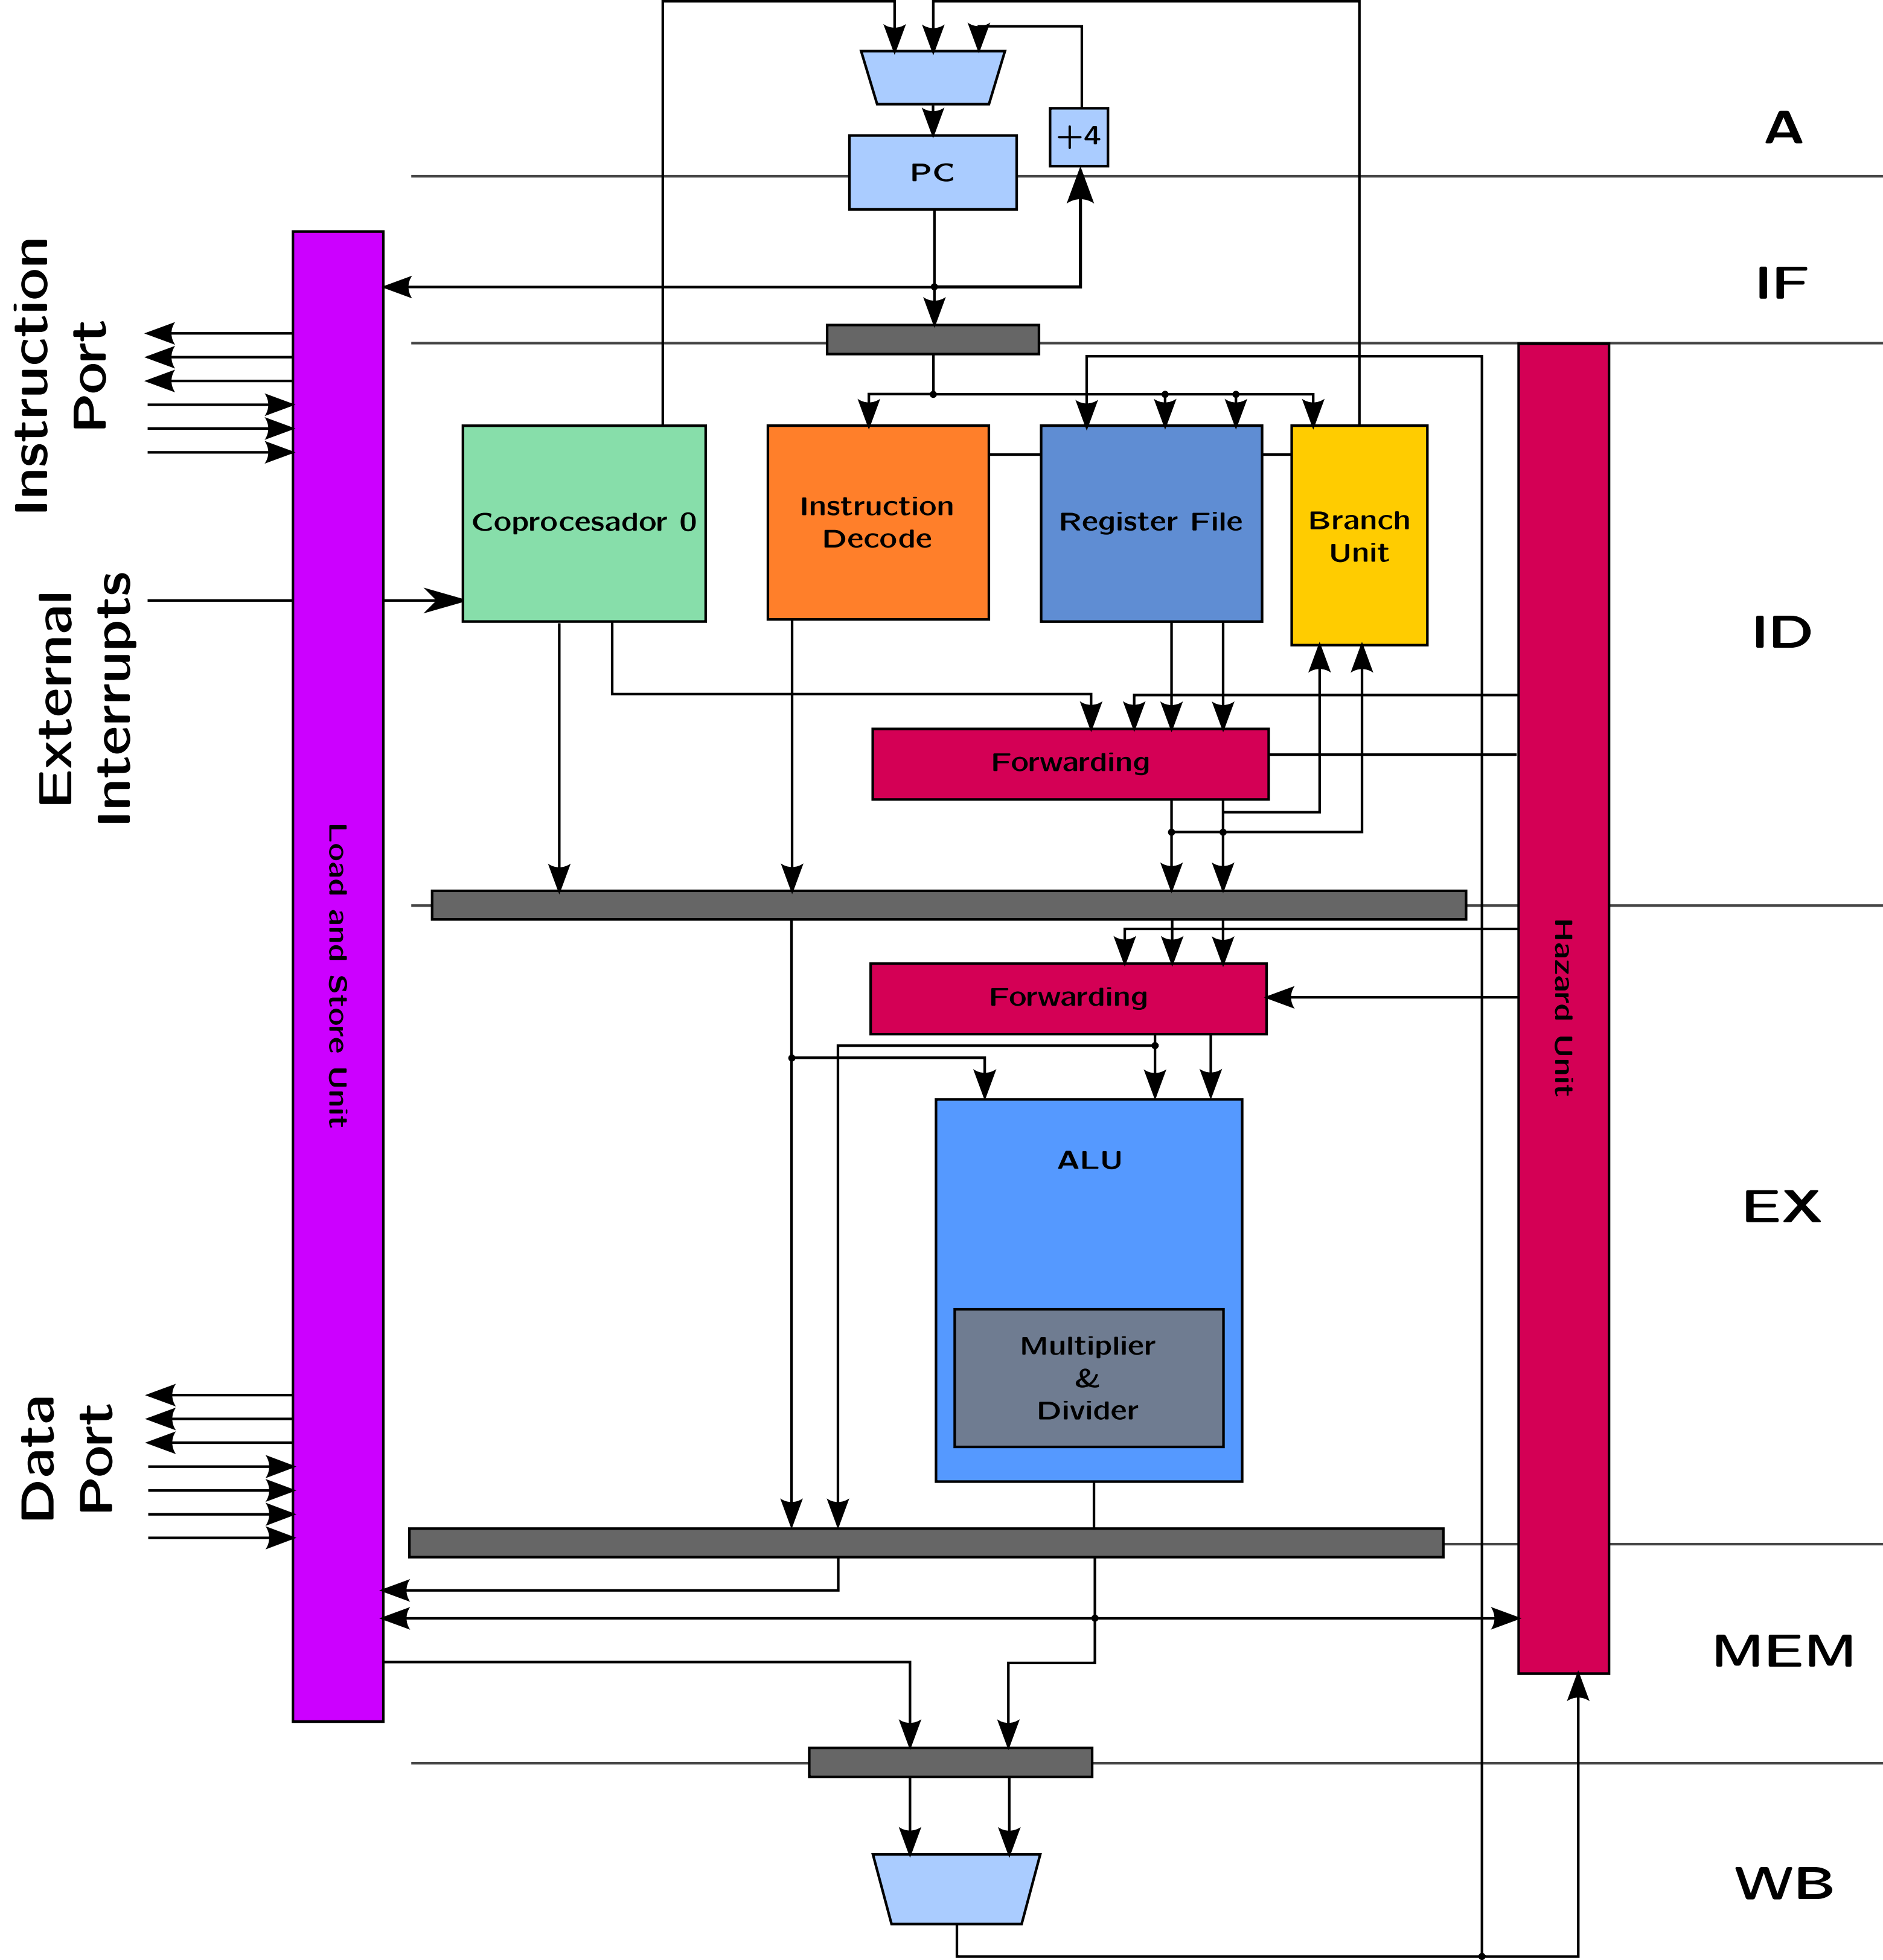 A
+4
PC
IF
Instruction
Port
Coprocesador 0
Instruction
Decode
Register File
Branch
Unit
External
Interrupts
ID
Forwarding
Load and Store Unit
Hazard Unit
Forwarding
ALU
EX
Multiplier
&
Divider
Data
Port
MEM
WB